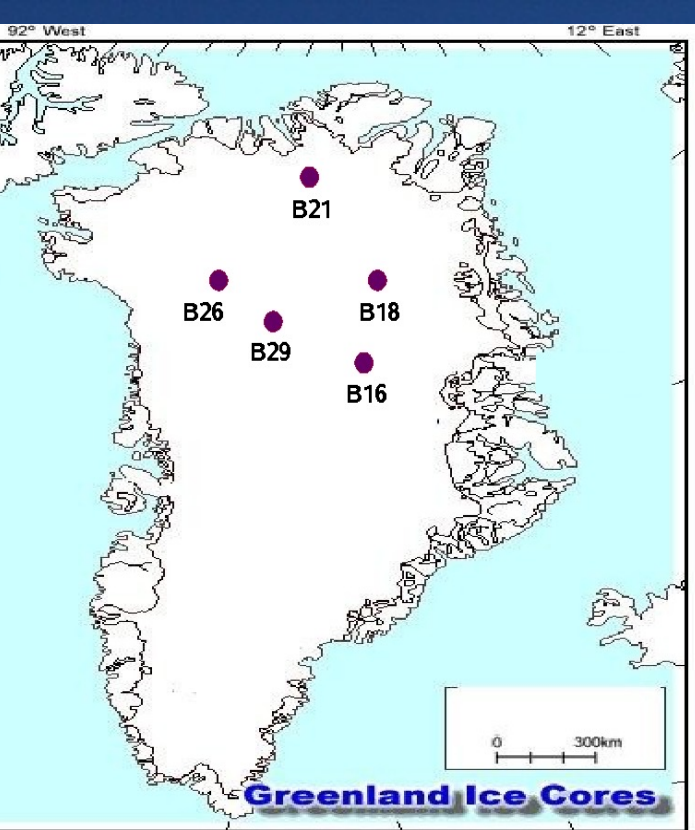 92° West 12° East
B21
B26 B18
B29
B16
0 300km
Greenland Ice Cores